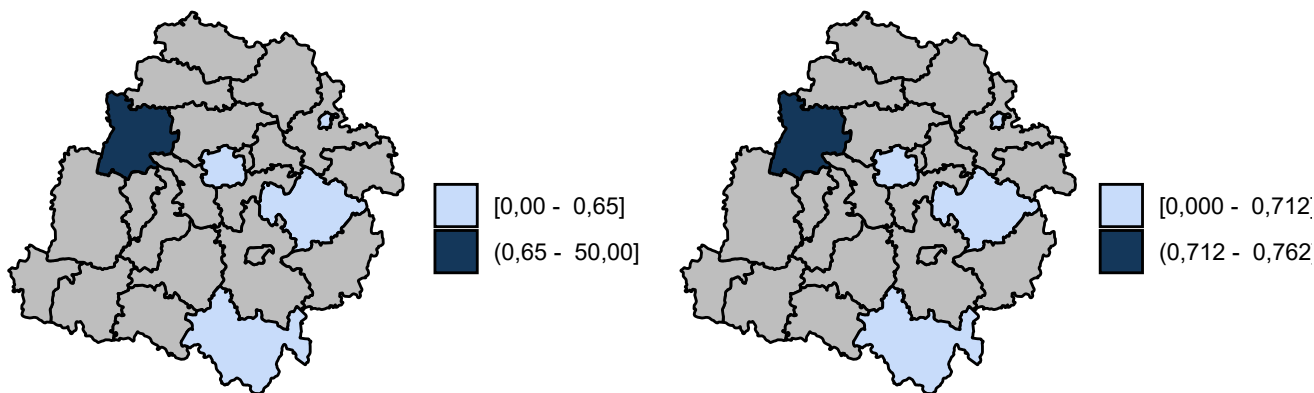 [0,00 - 0,65]
(0,65 - 50,00]
[0,000 - 0,712]
(0,712 - 0,762]